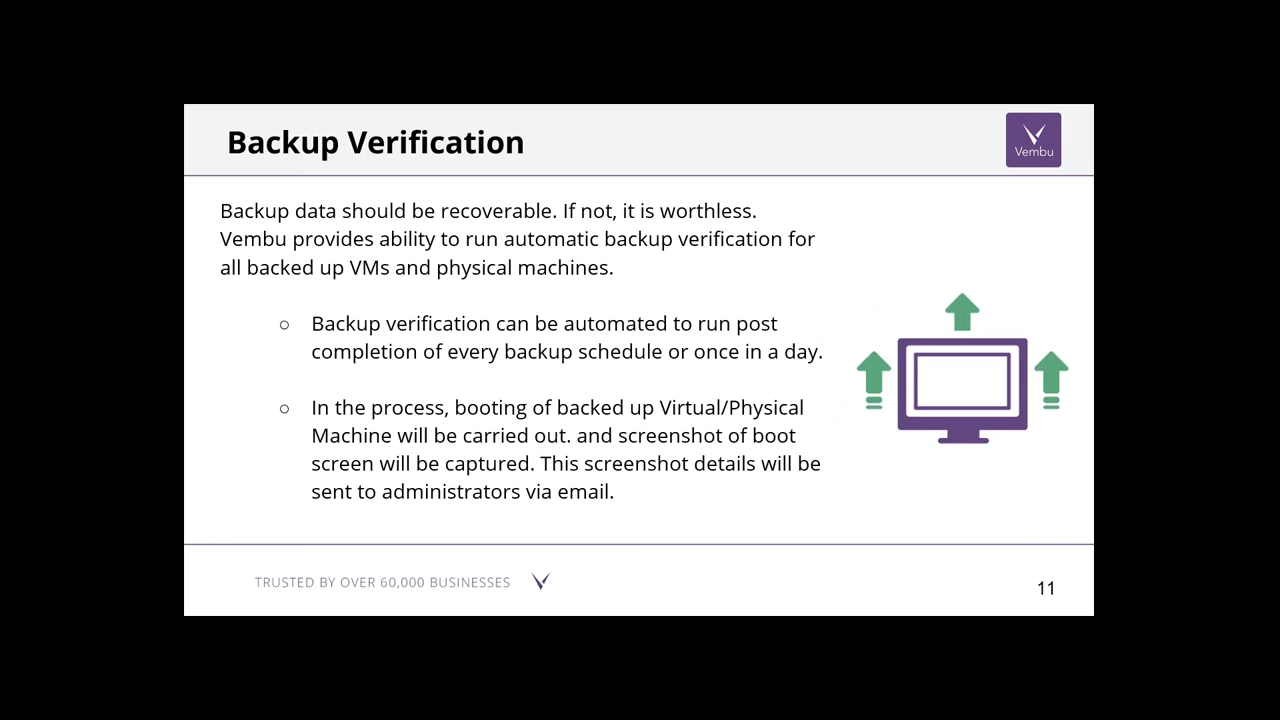 Backup Verification
Vembu
Backup data should be recoverable. If not, it is worthless.
Vembu provides ability to run automatic backup verification for
all backed up VMs and physical machines.
○ Backup verification can be automated to run post
completion of every backup schedule or once in a day.
○ In the process, booting of backed up Virtual/Physical
Machine will be carried out. and screenshot of boot
screen will be captured. This screenshot details will be
sent to administrators via email.
TRUSTED BY OVER 60,000 BUSINESSES
11